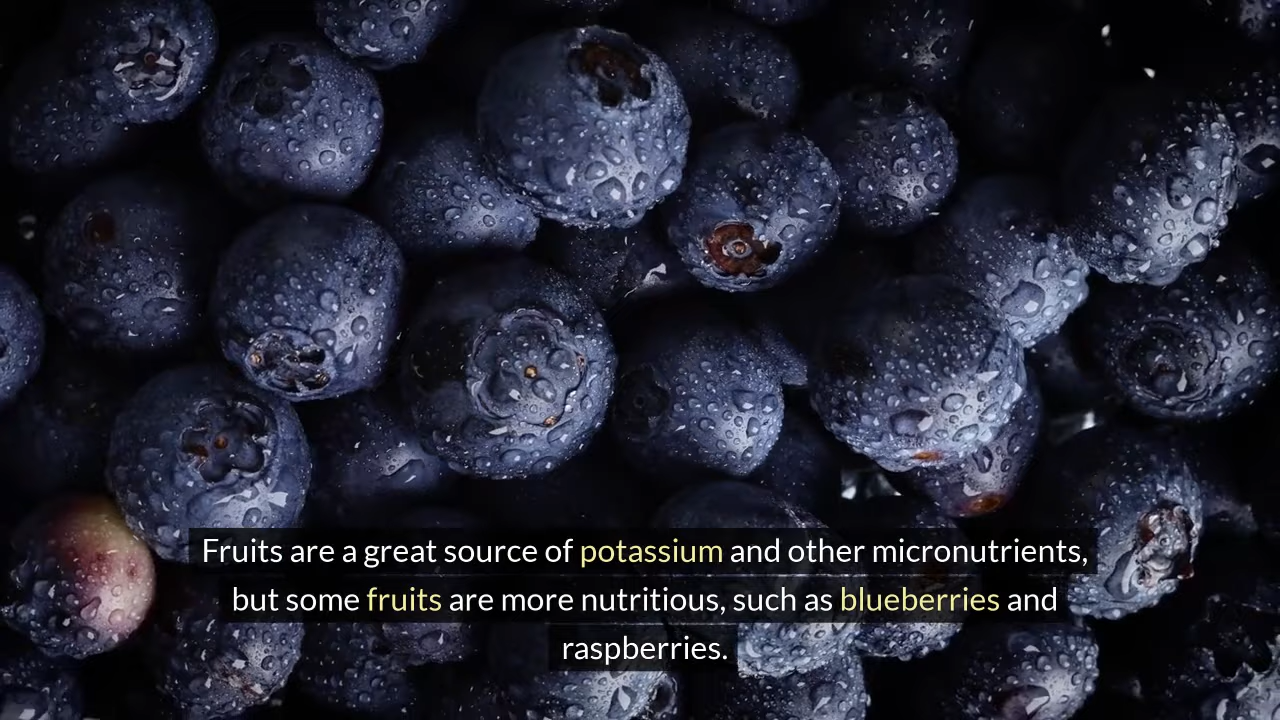 Fruits are a great source of potassium and other micronutrients,
but some fruits are more nutritious, such as blueberries and
raspberries.